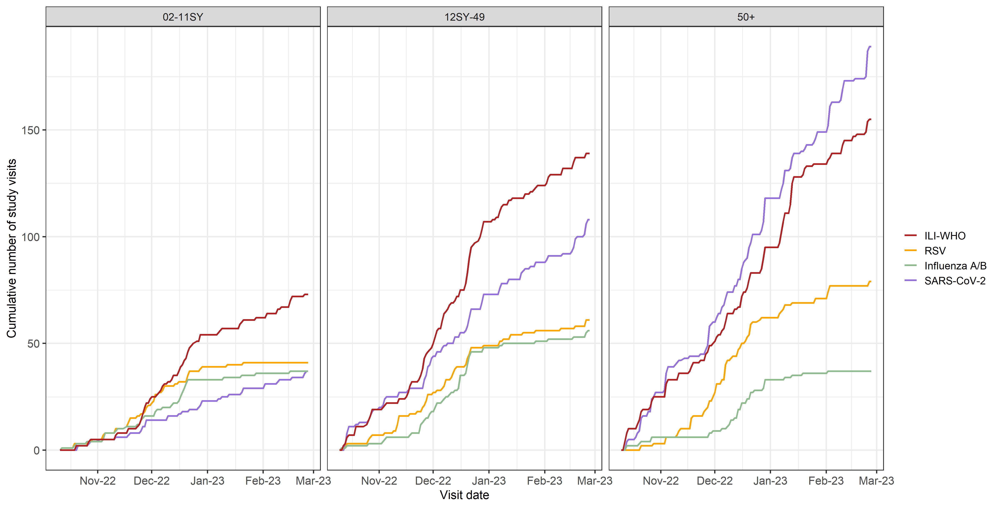 02-11SY
12SY-49
50+
Cumulative number of study visits
150
100
50
0
Nov-22 Dec-22 Jan-23 Feb-23 Mar-23
Nov-22 Dec-22 Jan-23 Feb-23 Mar-23
Nov-22 Dec-22 Jan-23 Feb-23 Mar-23
Visit date
ILI-WHO
RSV
Influenza A/B
SARS-CoV-2